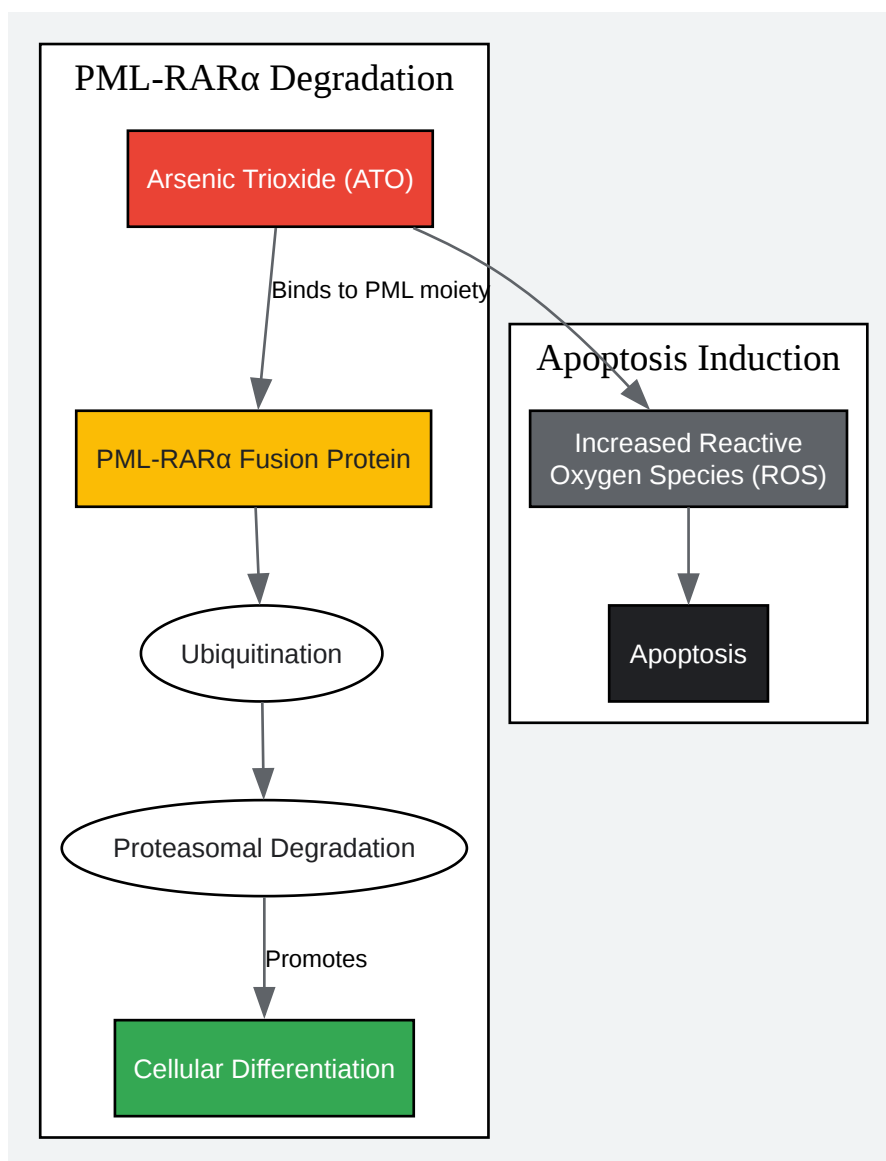 PML-RARα Degradation
Arsenic Trioxide (ATO)
Binds to PML moiety
PML-RARα Fusion Protein
Ubiquitination
Proteasomal Degradation
Promotes
Cellular Differentiation
Apoptosis Induction
Increased Reactive
Oxygen Species (ROS)
Apoptosis